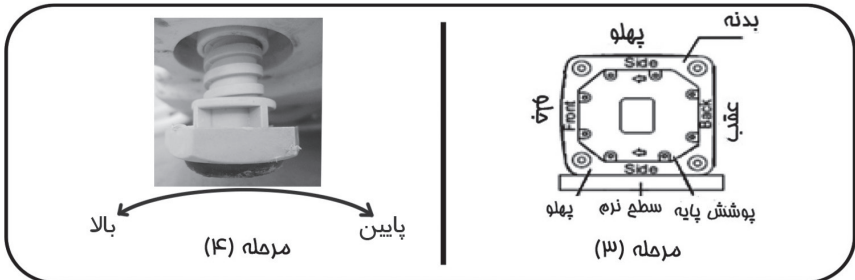 پهلو
بدنه
Side
جلو
Front
Back
عقب
Side
پهلو
سطح نرم
پوشش پایه
مرحله (۳)
بالا
پایین
مرحله (۴)